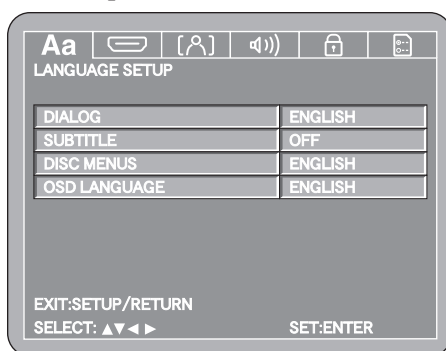 Aa
LANGUAGE SETUP
DIALOG ENGLISH
SUBTITLE OFF
DISC MENUS ENGLISH
OSD LANGUAGE ENGLISH
EXIT:SETUP/RETURN
SELECT: ▲▼◄ ► SET:ENTER